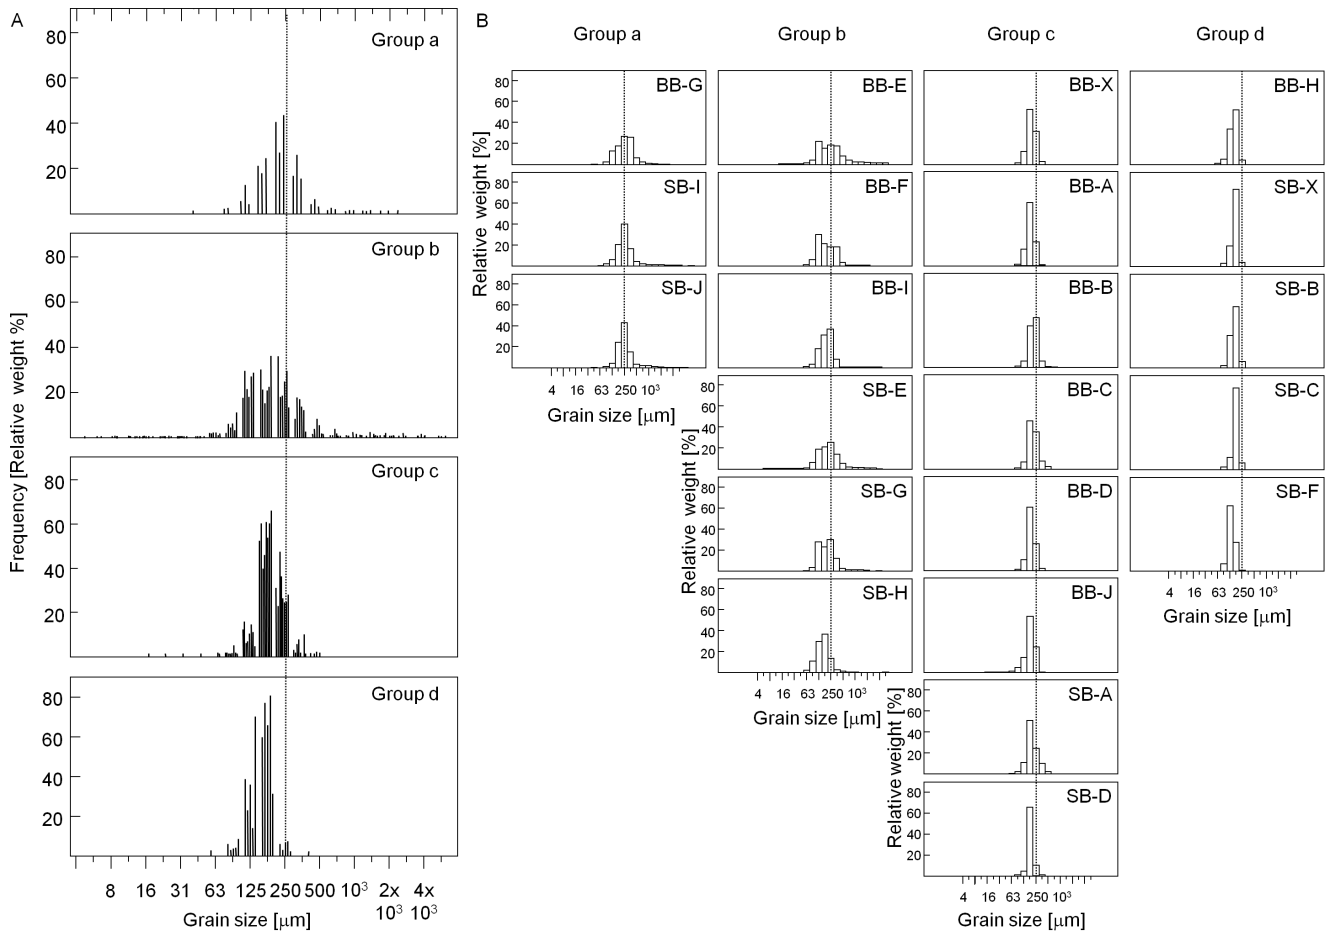 A
Group a
80
60
40
20
Group b
80
60
40
20
Group c
80
60
40
20
Group d
80
60
40
20
Frequency [Relative weight %]
8 16 31 63 125 250 500 10³ 2x 10³ 4x 10³
Grain size [μm]
B
Group a Group b Group c Group d
Relative weight [%]
80
60
40
20
BB-G
BB-E
BB-X
BB-H
80
60
40
20
SB-I
BB-F
BB-A
SB-X
80
60
40
20
SB-J
BB-I
BB-B
SB-B
4 16 63 250 10³
Grain size [μm]
Relative weight [%]
80
60
40
20
SB-E
BB-C
SB-C
80
60
40
20
SB-G
BB-D
SB-F
4 16 63 250 10³
Grain size [μm]
80
60
40
20
SB-H
BB-J
4 16 63 250 10³
Grain size [μm]
Relative weight [%]
80
60
40
20
SB-A
80
60
40
20
SB-D
4 16 63 250 10³
Grain size [μm]